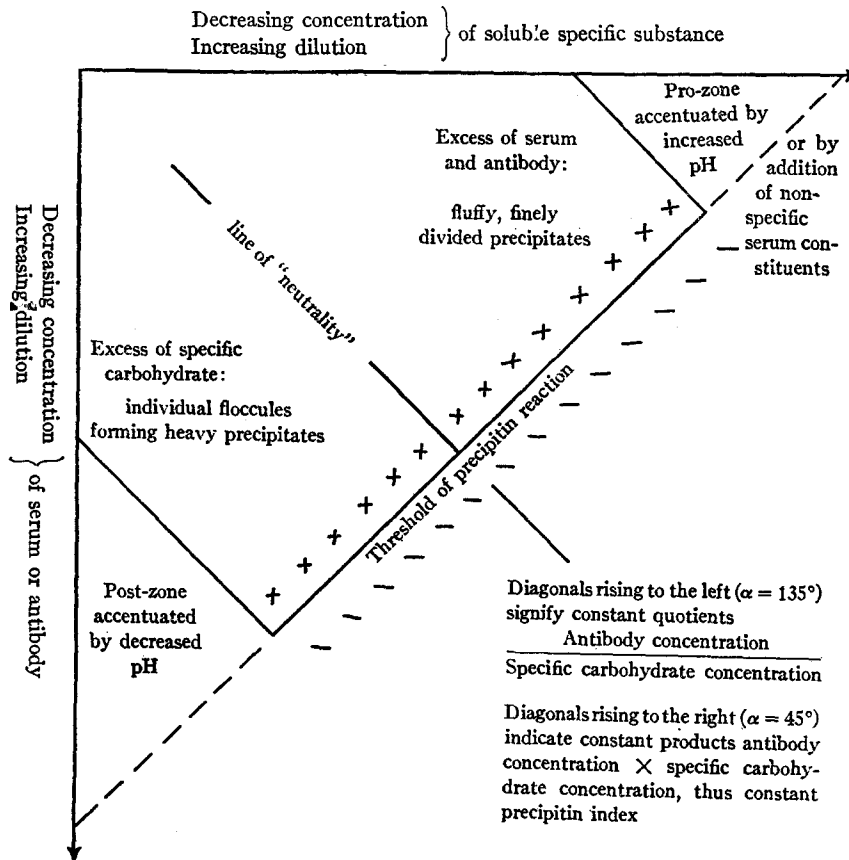 Decreasing concentration
Increasing dilution
of soluble specific substance
Pro-zone
accentuated by
increased
pH
or by
addition
of non-
specific
serum con-
stituents
Excess of serum
and antibody:
fluffy, finely
divided precipitates
line of "neutrality"
Decreasing concentration
Increasing dilution
of serum or antibody
Excess of specific
carbohydrate:
individual floccules
forming heavy precipitates
Threshold of precipitin reaction
Post-zone
accentuated
by decreased
pH
Diagonals rising to the left (α = 135°)
signify constant quotients
Antibody concentration
Specific carbohydrate concentration
Diagonals rising to the right (α = 45°)
indicate constant products antibody
concentration × specific carbohy-
drate concentration, thus constant
precipitin index